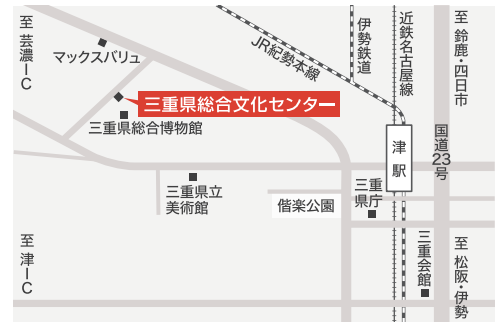 至 芸濃IC
マックスバリュ
JR紀勢本線
伊勢鉄道
近鉄名古屋線
至 鈴鹿・四日市
三重県総合文化センター
三重県総合博物館
津駅
国道23号
三重県立
美術館
偕楽公園
三重
県庁
至 津IC
三重会館
至 松阪・伊勢